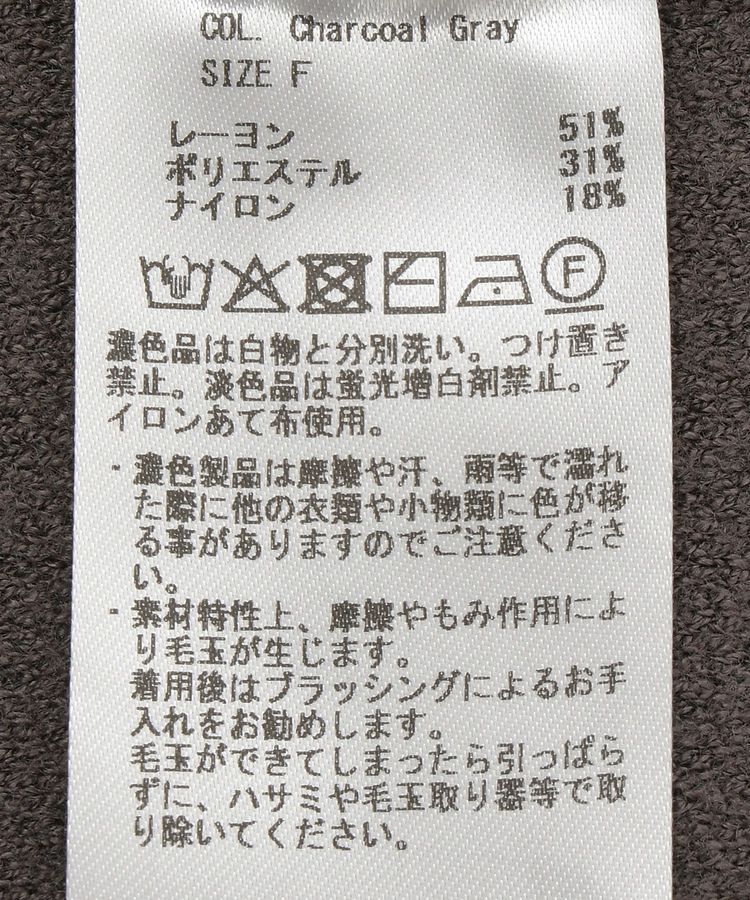 COL. Charcoal Gray
SIZE F
レーヨン 51%
ポリエステル 31%
ナイロン 18%
F
濃色品は白物と分別洗い。つけ置き
禁止。淡色品は蛍光増白剤禁止。ア
イロンあて布使用。
・濃色製品は摩擦や汗、雨等で濡れ
た際に他の衣類や小物類に色が移
る事がありますのでご注意くださ
い。
・素材特性上、摩擦やもみ作用によ
り毛玉が生じます。
着用後はブラッシングによるお手
入れをお勧めします。
毛玉ができてしまったら引っぱら
ずに、ハサミや毛玉取り器等で取
り除いてください。